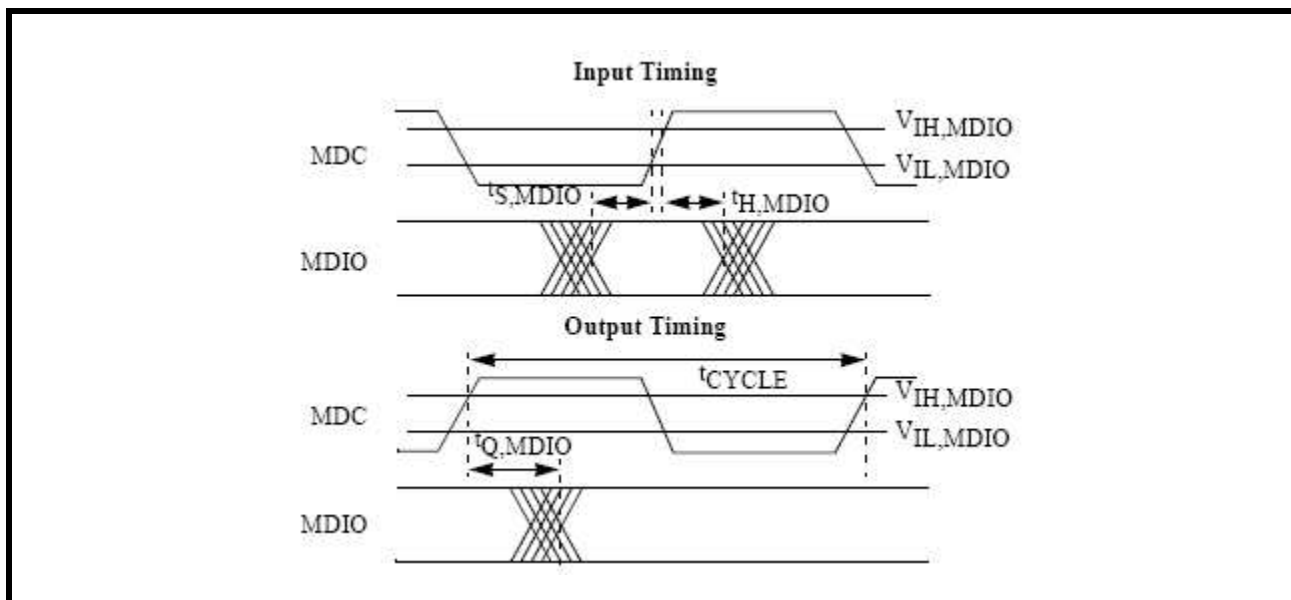 Input Timing
VIH,MDIO
MDC
VIL,MDIO
tS,MDIO
tH,MDIO
MDIO
Output Timing
tCYCLE
VIH,MDIO
MDC
VIL,MDIO
tQ,MDIO
MDIO